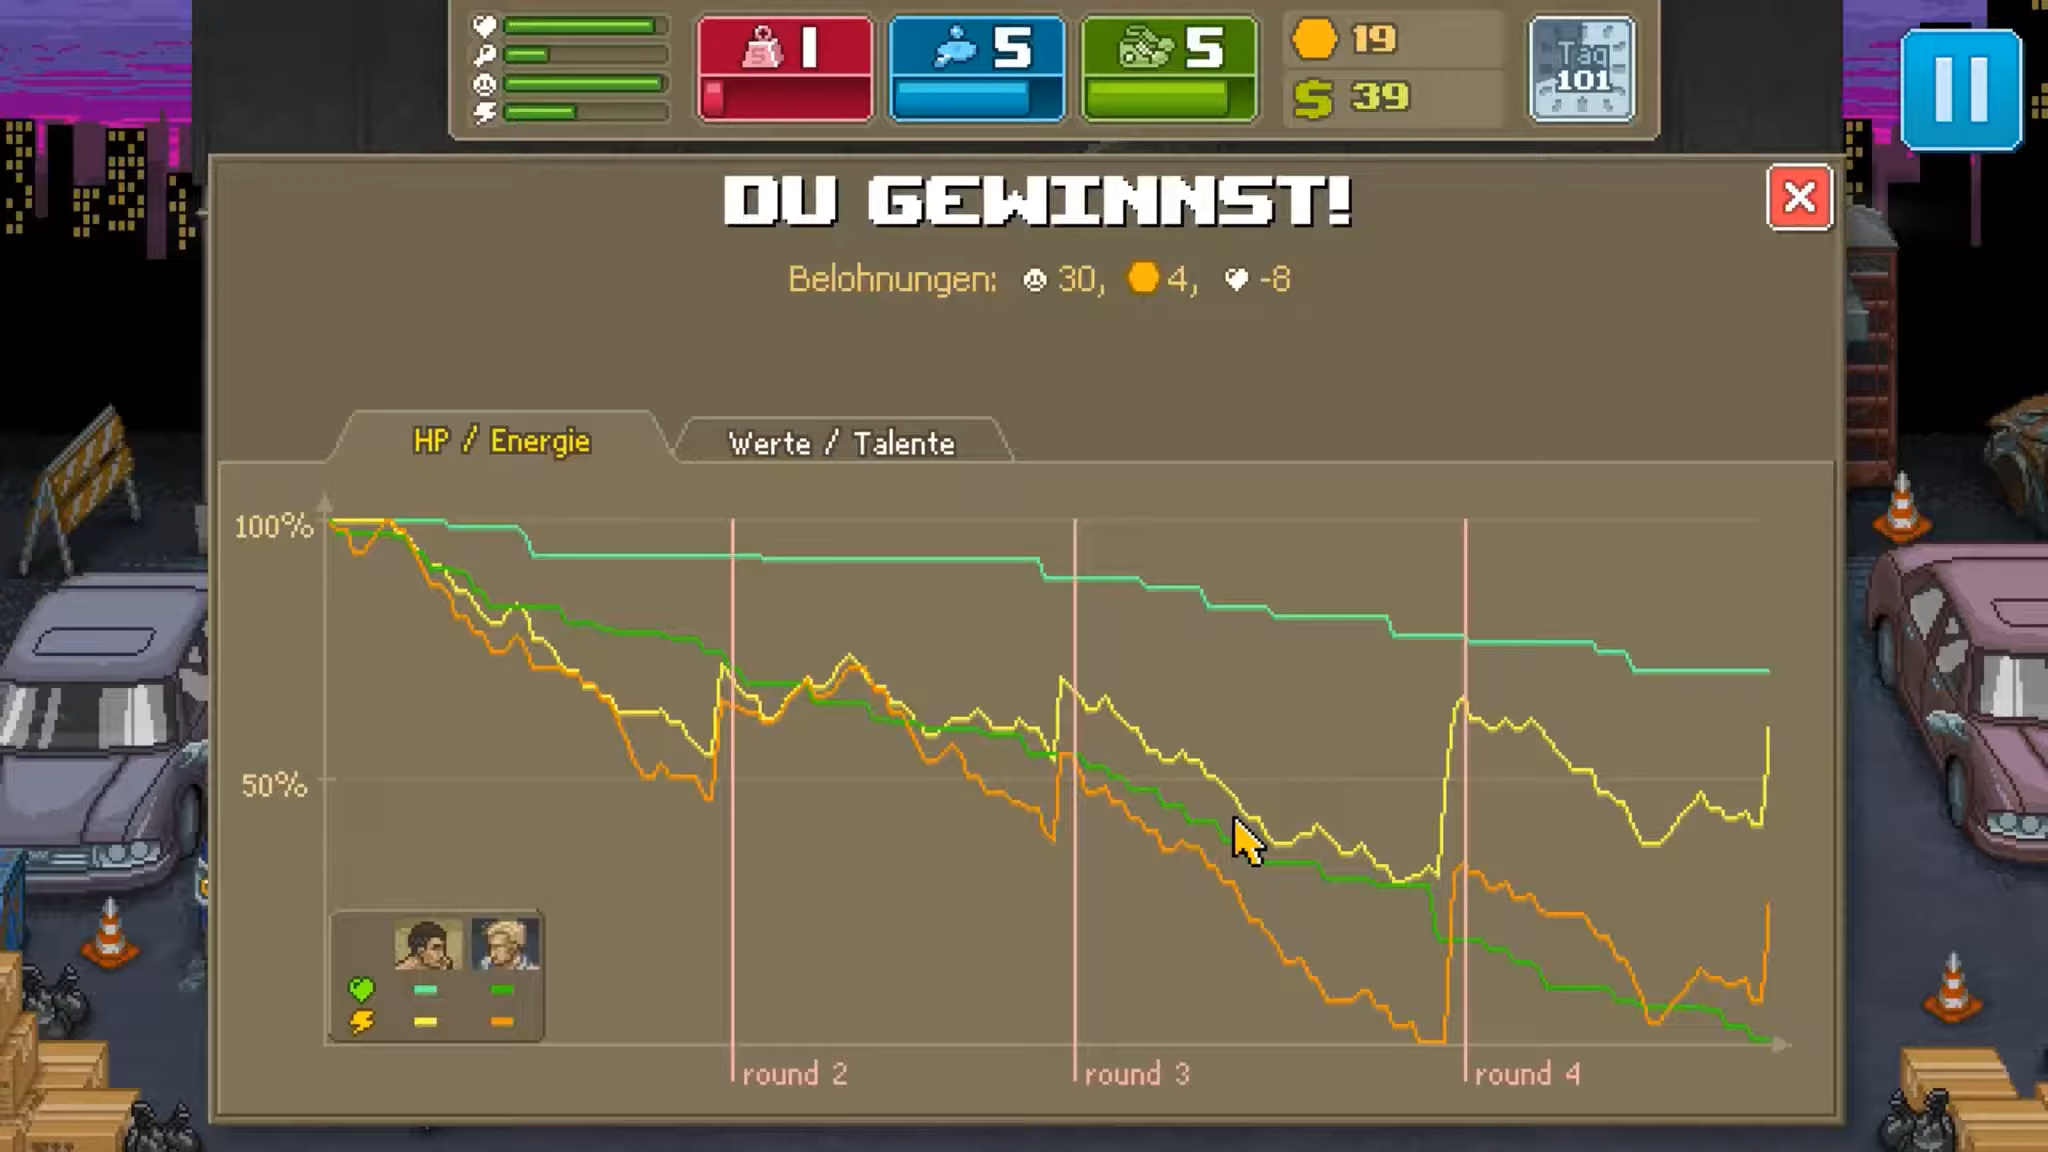 1
5
5
19
$ 39
Tag
101
DU GEWINNST!
Belohnungen: 30, 4, -8
HP / Energie
Werte / Talente
100%
50%
round 2
round 3
round 4